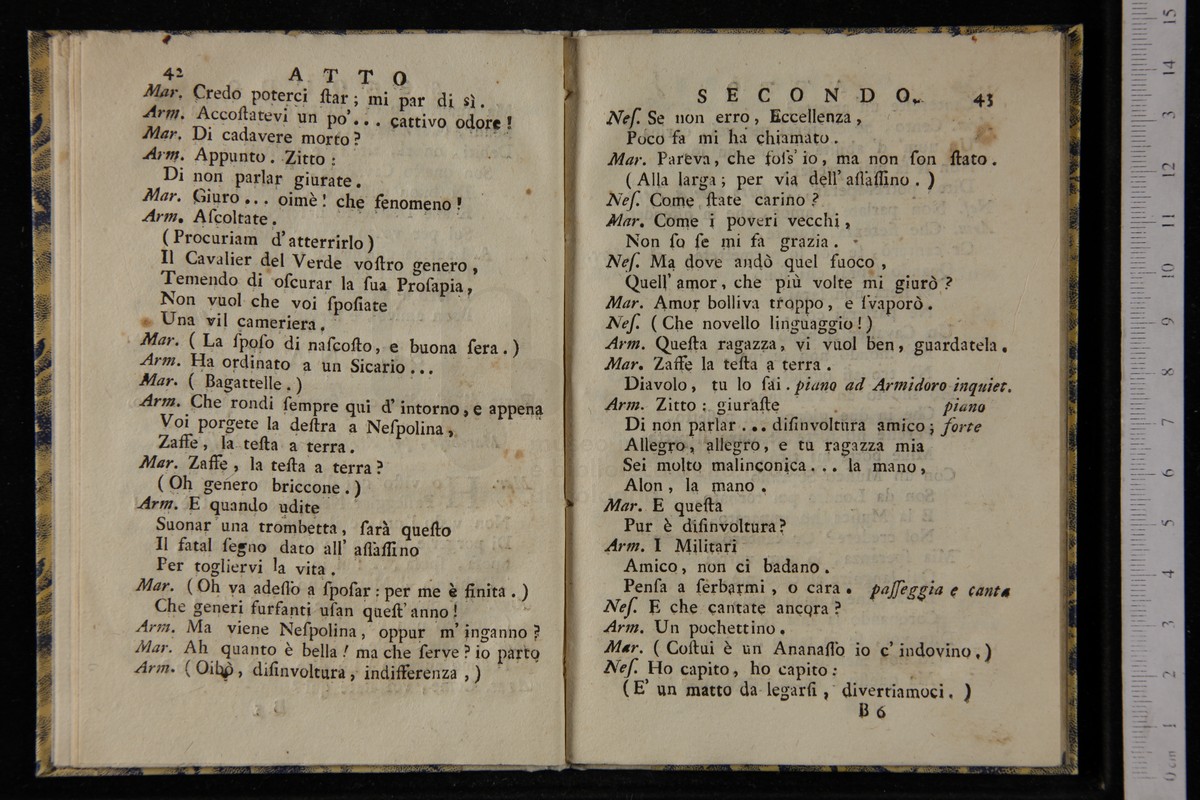 42 ATTO
Mar. Credo poterci ſtar; mi par di sì.
Arm. Accoſtatevi un po'... cattivo odore!
Mar. Di cadavere morto?
Arm. Appunto. Zitto:
Di non parlar giurate.
Mar. Giuro... oimè! che fenomeno!
Arm. Aſcoltate.
(Procuriam d'atterrirlo)
Il Cavalier del Verde voſtro genero,
Temendo di oſcurar la ſua Proſapia,
Non vuol che voi ſpoſiate
Una vil cameriera.
Mar. (La ſpoſo di naſcoſto, e buona ſera.)
Arm. Ha ordinato a un Sicario...
Mar. (Bagattelle.)
Arm. Che rondi ſempre qui d'intorno, e appena
Voi porgete la deſtra a Neſpolina,
Zaffe, la teſta a terra.
Mar. Zaffe, la teſta a terra?
(Oh genero briccone.)
Arm. E quando udite
Suonar una trombetta, ſarà queſto
Il fatal ſegno dato all' aſſaſſino
Per togliervi la vita.
Mar. (Oh va adeſſo a ſpoſar: per me è finita.)
Che generi furfanti uſan queſt' anno!
Arm. Ma viene Neſpolina, oppur m'inganno?
Mar. Ah quanto è bella! ma che ſerve? io parto
Arm. (Oibò, diſinvoltura, indifferenza,)
SECONDO. 43
Neſ. Se non erro, Eccellenza,
Poco fa mi ha chiamato.
Mar. Pareva, che foſs'io, ma non ſon ſtato.
(Alla larga; per via dell' aſſaſſino.)
Neſ. Come ſtate carino?
Mar. Come i poveri vecchi,
Non ſo ſe mi fa grazia.
Neſ. Ma dove andò quel fuoco,
Quell' amor, che più volte mi giurò?
Mar. Amor bolliva troppo, e ſvaporò.
Neſ. (Che novello linguaggio!)
Arm. Queſta ragazza, vi vuol ben, guardatela.
Mar. Zaffe la teſta a terra.
Diavolo, tu lo ſai. piano ad Armidoro inquiet.
Arm. Zitto: giuraſte piano
Di non parlar... diſinvoltura amico; forte
Allegro, allegro, e tu ragazza mia
Sei molto malinconica... la mano,
Alon, la mano.
Mar. E queſta
Pur è diſinvoltura?
Arm. I Militari
Amico, non ci badano.
Penſa a ſerbarmi, o cara. paſſeggia e canta
Neſ. E che cantate ancora?
Arm. Un pochettino.
Mar. (Coſtui è un Ananaſſo io c'indovino.)
Neſ. Ho capito, ho capito:
(E' un matto da legarſi, divertiamoci.)
B 6